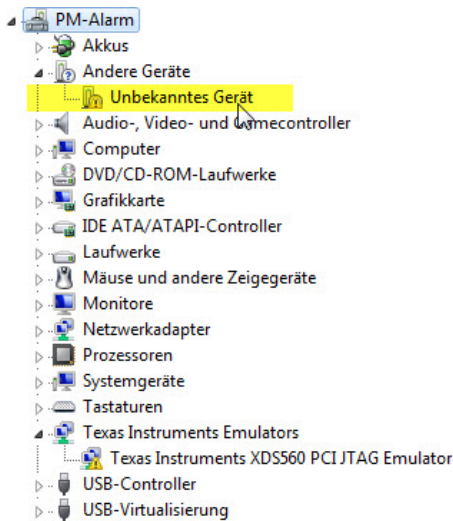 PM-Alarm
Akkus
Andere Geräte
Unbekanntes Gerät
Audio-, Video- und Gamecontroller
Computer
DVD/CD-ROM-Laufwerke
Grafikkarte
IDE ATA/ATAPI-Controller
Laufwerke
Mäuse und andere Zeigegeräte
Monitore
Netzwerkadapter
Prozessoren
Systemgeräte
Tastaturen
Texas Instruments Emulators
Texas Instruments XDS560 PCI JTAG Emulator
USB-Controller
USB-Virtualisierung